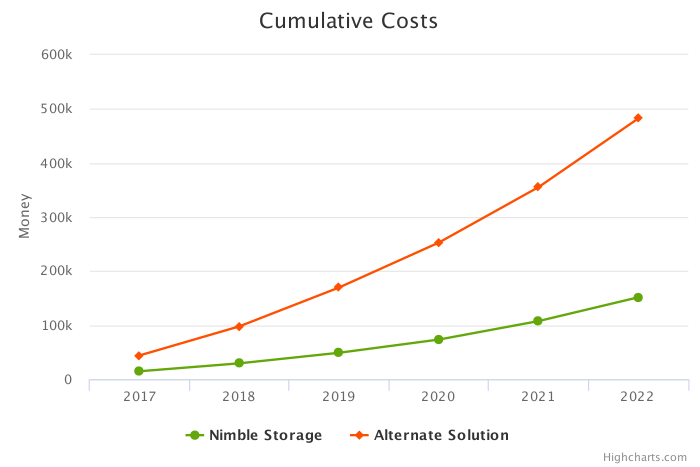 Cumulative Costs
600k
500k
400k
300k
200k
100k
0
Money
2017 2018 2019 2020 2021 2022
Nimble Storage Alternate Solution
Highcharts.com